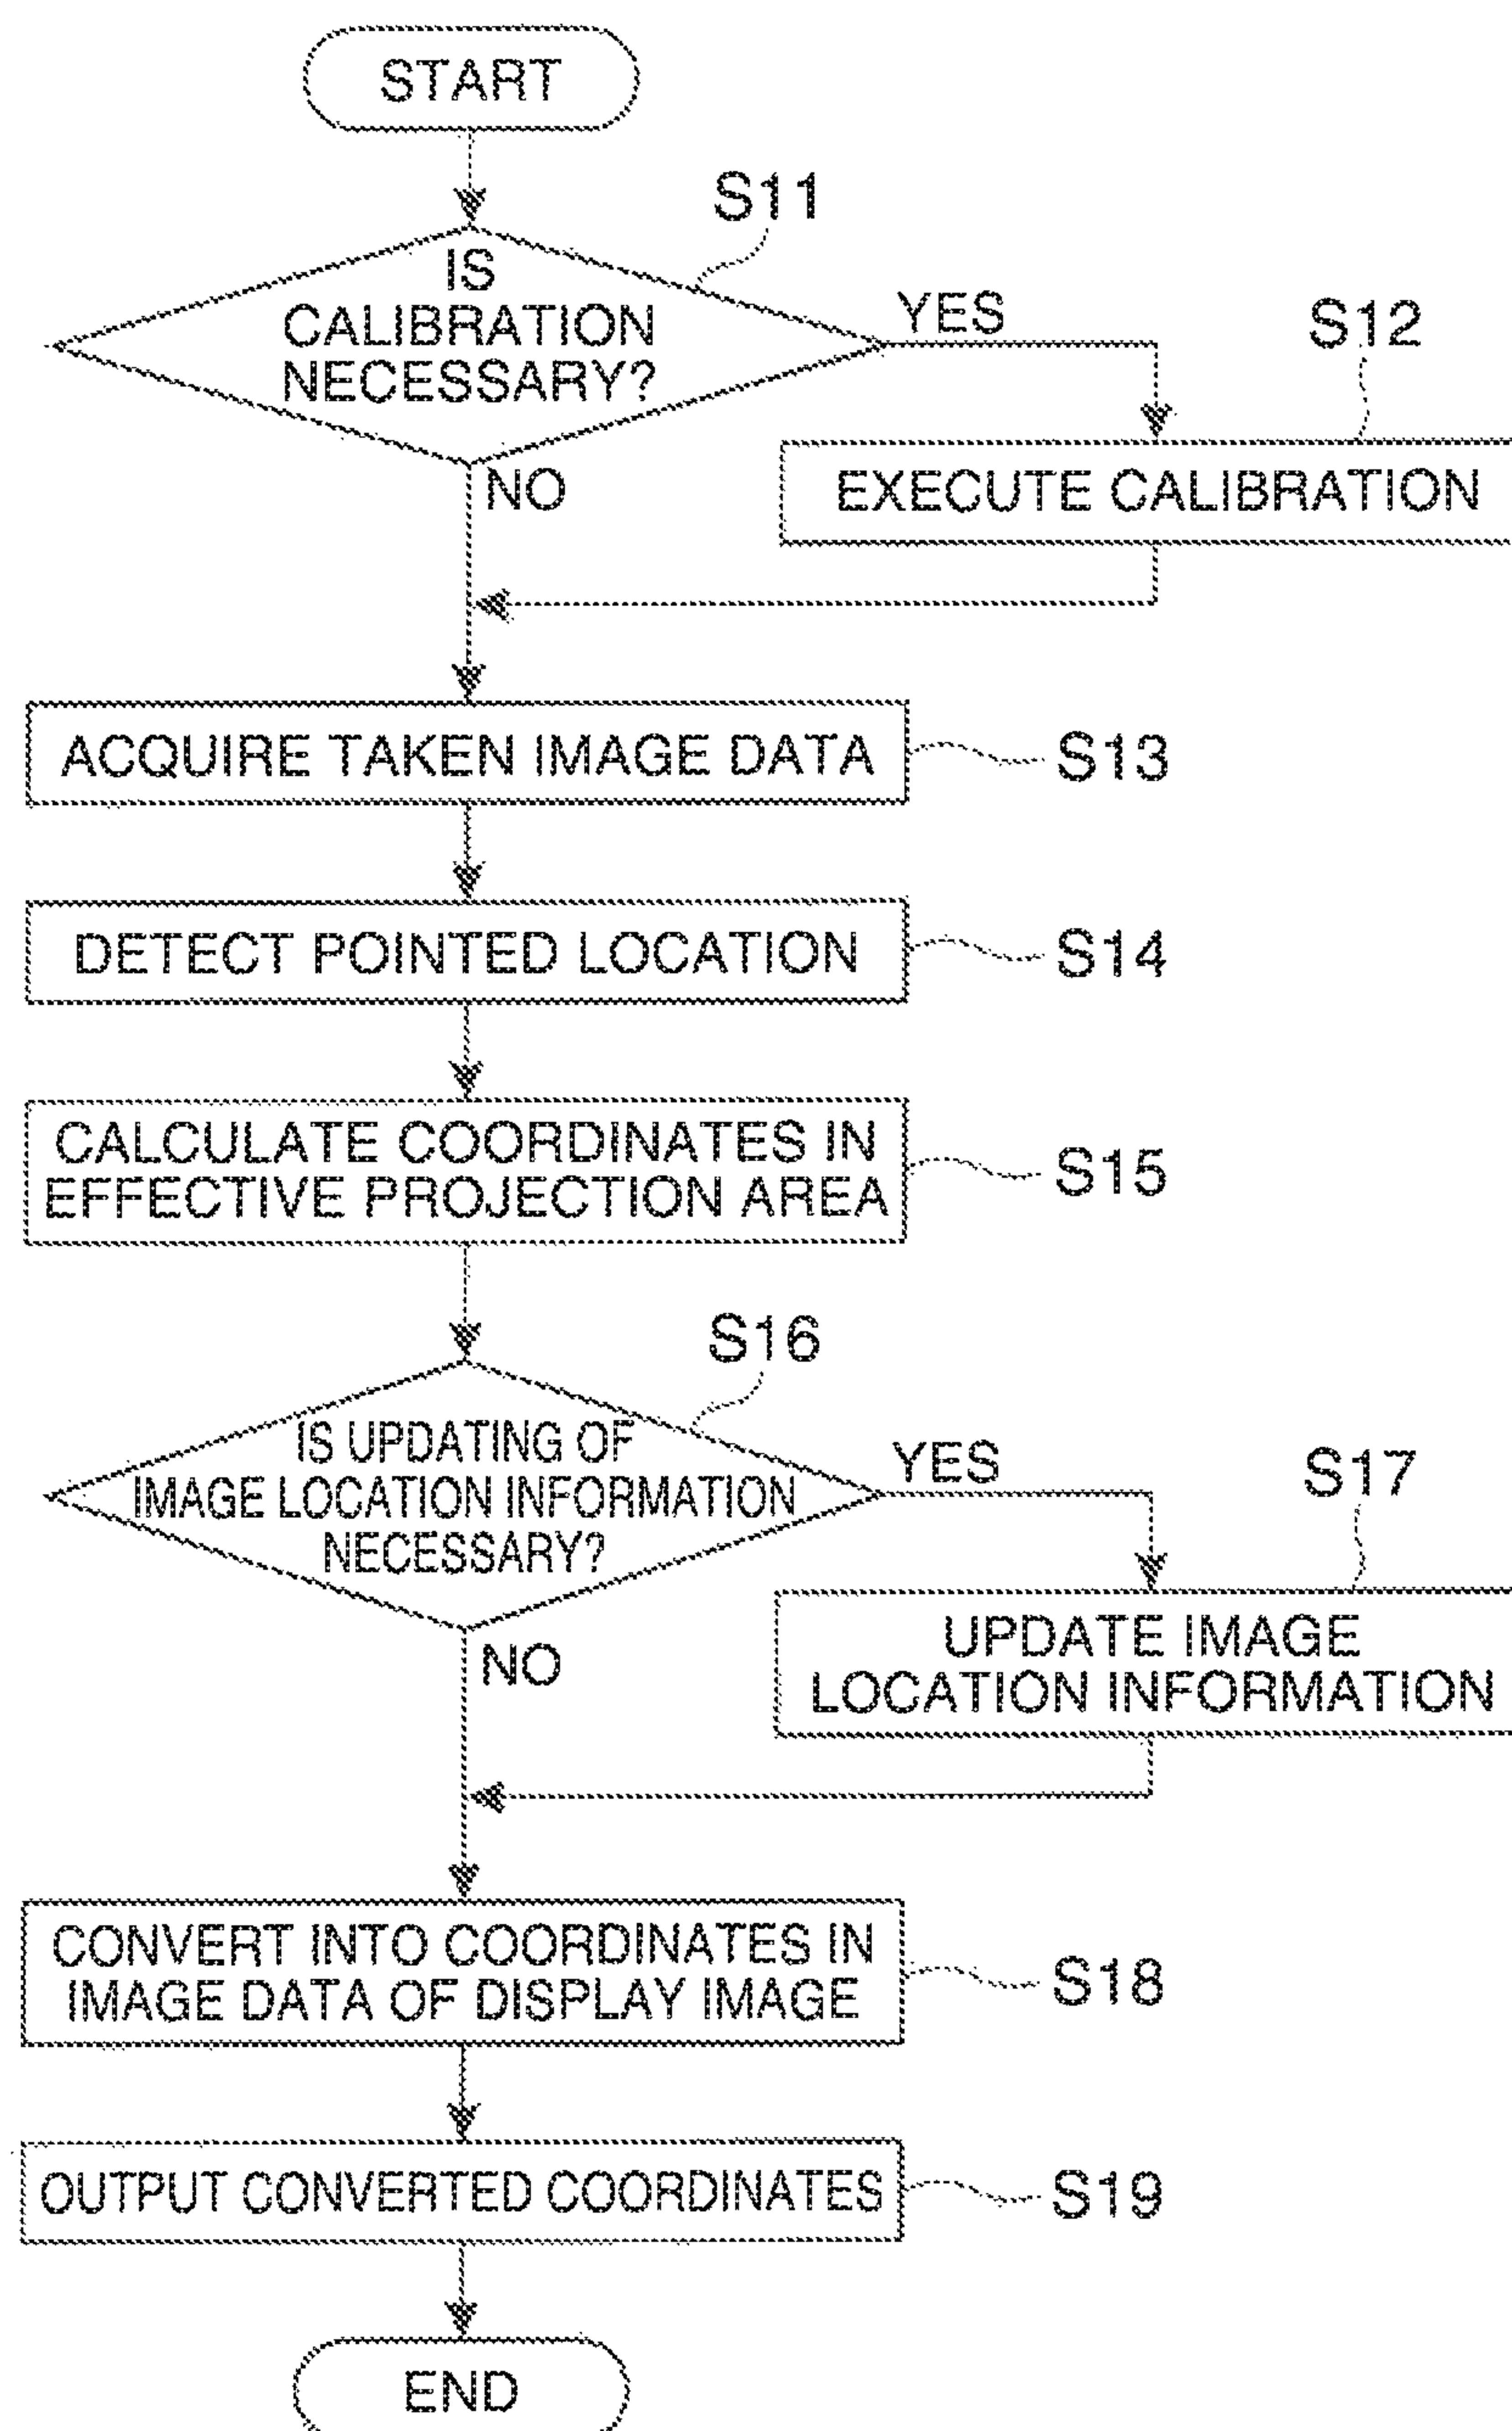 START
S11
IS
CALIBRATION
NECESSARY?
YES
S12
EXECUTE CALIBRATION
NO
ACQUIRE TAKEN IMAGE DATA
S13
DETECT POINTED LOCATION
S14
CALCULATE COORDINATES IN
EFFECTIVE PROJECTION AREA
S15
S16
IS UPDATING OF
IMAGE LOCATION INFORMATION
NECESSARY?
YES
S17
UPDATE IMAGE
LOCATION INFORMATION
NO
CONVERT INTO COORDINATES IN
IMAGE DATA OF DISPLAY IMAGE
S18
OUTPUT CONVERTED COORDINATES
S19
END